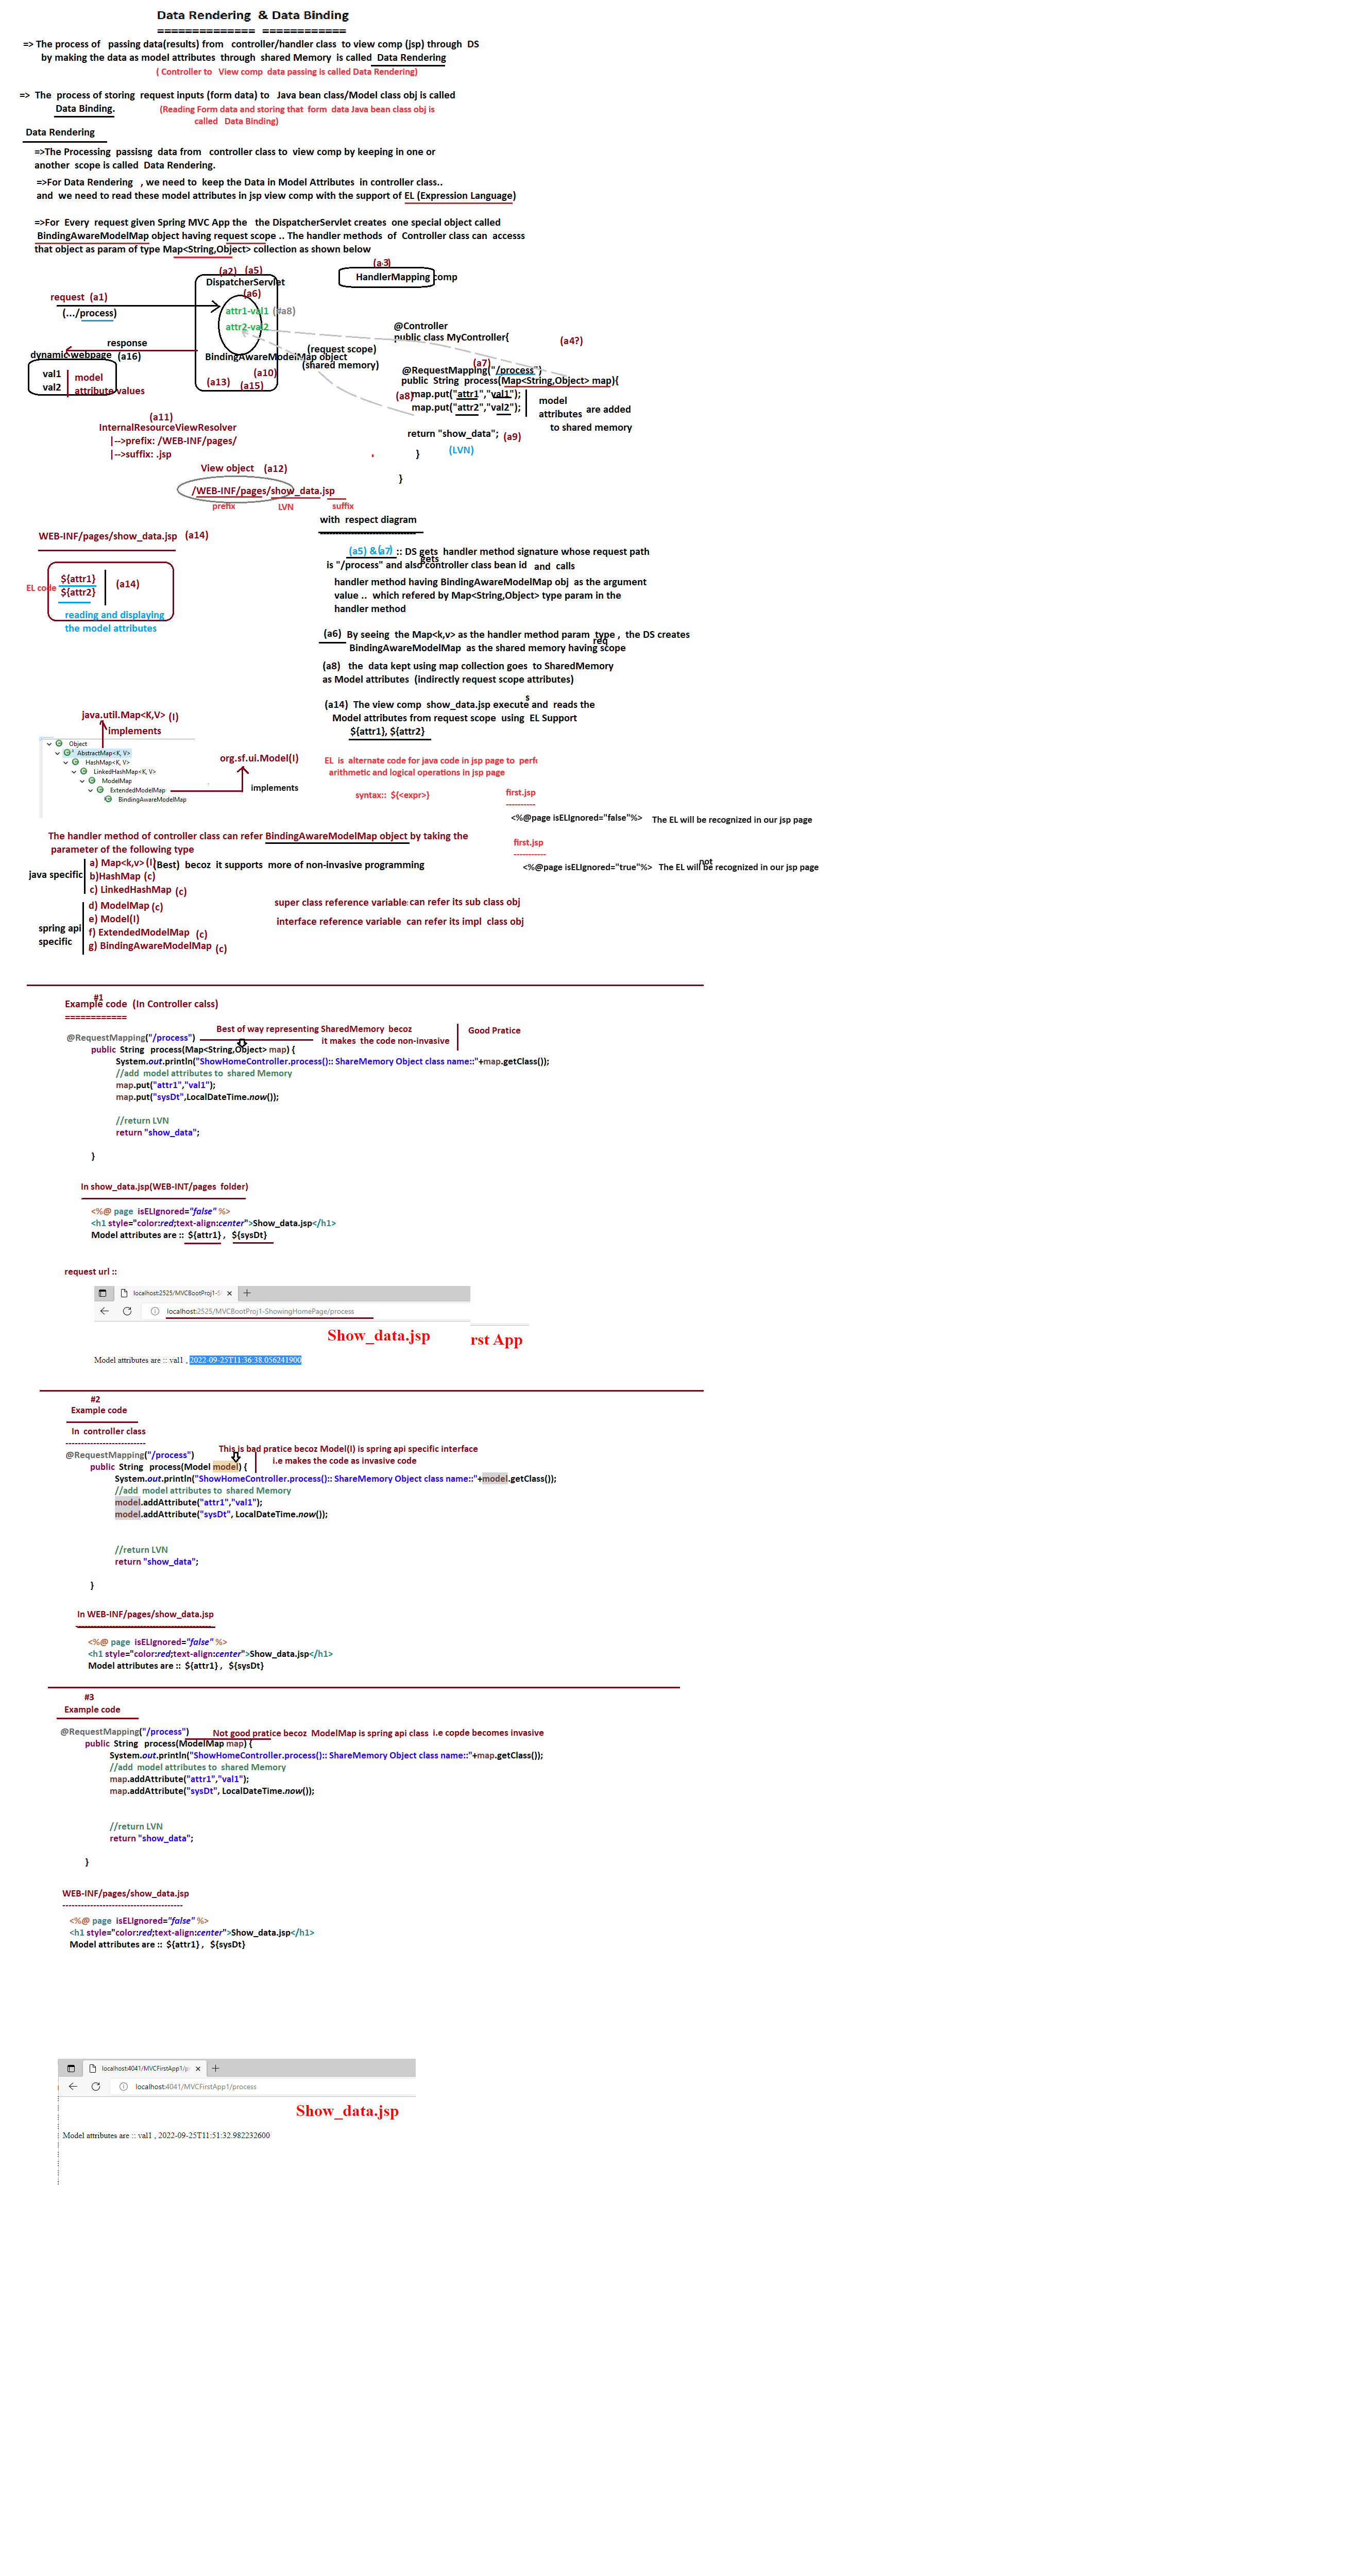 Data Rendering & Data Binding
============== ============
=> The process of passing data(results) from controller/handler class to view comp (jsp) through DS
by making the data as model attributes through shared Memory is called Data Rendering
( Controller to View comp data passing is called Data Rendering)
=> The process of storing request inputs (form data) to Java bean class/Model class obj is called
Data Binding. (Reading Form data and storing that form data Java bean class obj is
called Data Binding)
Data Rendering
=>The Processing passisng data from controller class to view comp by keeping in one or
another scope is called Data Rendering.
=>For Data Rendering , we need to keep the Data in Model Attributes in controller class..
and we need to read these model attributes in jsp view comp with the support of EL (Expression Language)
=>For Every request given Spring MVC App the the DispatcherServlet creates one special object called
BindingAwareModelMap object having request scope .. The handler methods of Controller class can accesss
that object as param of type Map<String,Object> collection as shown below
(a3)
HandlerMapping comp
(a2) (a5)
DispatcherServlet
(a6)
request (a1)
(.../process)
attr1-val1 (#a8)
attr2-val2
response
dynamic webpage (a16)
val1
val2
model
attribute values
BindingAwareModelMap object
(request scope)
(shared memory)
(a10)
(a13) (a15)
@Controller
public class MyController{
(a4?)
(a7)
@RequestMapping("/process")
public String process(Map<String,Object> map){
(a8)
map.put("attr1","val1");
map.put("attr2","val2");
model
attributes are added
to shared memory
return "show_data"; (a9)
(LVN)
}
}
(a11)
InternalResourceViewResolver
|-->prefix: /WEB-INF/pages/
|-->suffix: .jsp
View object (a12)
/WEB-INF/pages/show_data.jsp
prefix LVN suffix
with respect diagram
WEB-INF/pages/show_data.jsp (a14)
EL code
${attr1}
${attr2}
(a14)
reading and displaying
the model attributes
(a5) &(a7) :: DS gets handler method signature whose request path
is "/process" and also gets controller class bean id and calls
handler method having BindingAwareModelMap obj as the argument
value .. which refered by Map<String,Object> type param in the
handler method
(a6) By seeing the Map<k,v> as the handler method param type , the DS creates
BindingAwareModelMap as the shared memory having req scope
(a8) the data kept using map collection goes to SharedMemory
as Model attributes (indirectly request scope attributes)
(a14) The view comp show_data.jsp executes and reads the
Model attributes from request scope using EL Support
${attr1}, ${attr2}
java.util.Map<K,V> (I)
implements
Object
AbstractMap<K, V>
HashMap<K, V>
LinkedHashMap<K, V>
ModelMap
ExtendedModelMap
BindingAwareModelMap
org.sf.ui.Model(I)
implements
EL is alternate code for java code in jsp page to perfo
arithmetic and logical operations in jsp page
syntax:: ${<expr>}
first.jsp
----------
<%@page isELIgnored="false"%> The EL will be recognized in our jsp page
first.jsp
-----------
<%@page isELIgnored="true"%> The EL will not be recognized in our jsp page
The handler method of controller class can refer BindingAwareModelMap object by taking the
parameter of the following type
java specific
a) Map<k,v> (I) (Best) becoz it supports more of non-invasive programming
b)HashMap (c)
c) LinkedHashMap (c)
spring api
specific
d) ModelMap (c)
e) Model(I)
f) ExtendedModelMap (c)
g) BindingAwareModelMap (c)
super class reference variable can refer its sub class obj
interface reference variable can refer its impl class obj
#1
Example code (In Controller calss)
============
Best of way representing SharedMemory becoz
it makes the code non-invasive
Good Pratice
@RequestMapping("/process")
public String process(Map<String,Object> map) {
System.out.println("ShowHomeController.process():: ShareMemory Object class name::"+map.getClass());
//add model attributes to shared Memory
map.put("attr1","val1");
map.put("sysDt",LocalDateTime.now());
//return LVN
return "show_data";
}
In show_data.jsp(WEB-INT/pages folder)
<%@ page isELIgnored="false" %>
<h1 style="color:red;text-align:center">Show_data.jsp</h1>
Model attributes are :: ${attr1} , ${sysDt}
request url ::
localhost:2525/MVCBootProj1-S
localhost:2525/MVCBootProj1-ShowingHomePage/process
Show_data.jsp
rst App
Model attributes are :: val1 , 2022-09-25T11:36:38.056241900
#2
Example code
In controller class
--------------------------
This is bad pratice becoz Model(I) is spring api specific interface
i.e makes the code as invasive code
@RequestMapping("/process")
public String process(Model model) {
System.out.println("ShowHomeController.process():: ShareMemory Object class name::"+model.getClass());
//add model attributes to shared Memory
model.addAttribute("attr1","val1");
model.addAttribute("sysDt", LocalDateTime.now());
//return LVN
return "show_data";
}
In WEB-INF/pages/show_data.jsp
<%@ page isELIgnored="false" %>
<h1 style="color:red;text-align:center">Show_data.jsp</h1>
Model attributes are :: ${attr1} , ${sysDt}
#3
Example code
@RequestMapping("/process") Not good pratice becoz ModelMap is spring api class i.e copde becomes invasive
public String process(ModelMap map) {
System.out.println("ShowHomeController.process():: ShareMemory Object class name::"+map.getClass());
//add model attributes to shared Memory
map.addAttribute("attr1","val1");
map.addAttribute("sysDt", LocalDateTime.now());
//return LVN
return "show_data";
}
WEB-INF/pages/show_data.jsp
---------------------------------------
<%@ page isELIgnored="false" %>
<h1 style="color:red;text-align:center">Show_data.jsp</h1>
Model attributes are :: ${attr1} , ${sysDt}
localhost:4041/MVCFirstApp1/p
localhost:4041/MVCFirstApp1/process
Show_data.jsp
Model attributes are :: val1 , 2022-09-25T11:51:32.982232600